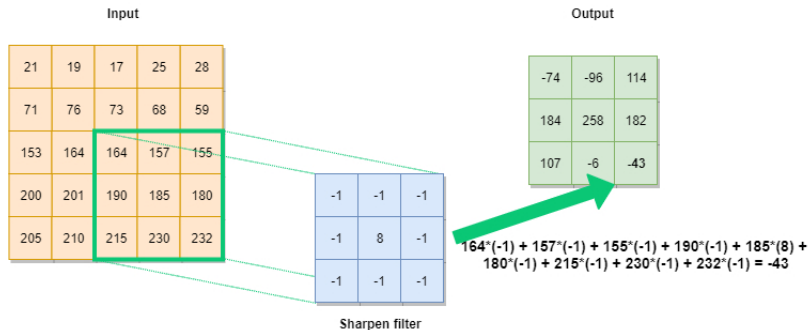 Input
Output
21 19 17 25 28
71 76 73 68 59
153 164 164 157 155
200 201 190 185 180
205 210 215 230 232
-1 -1 -1
-1 8 -1
-1 -1 -1
Sharpen filter
-74 -96 114
184 258 182
107 -6 -43
164*(-1) + 157*(-1) + 155*(-1) + 190*(-1) + 185*(8) +
180*(-1) + 215*(-1) + 230*(-1) + 232*(-1) = -43